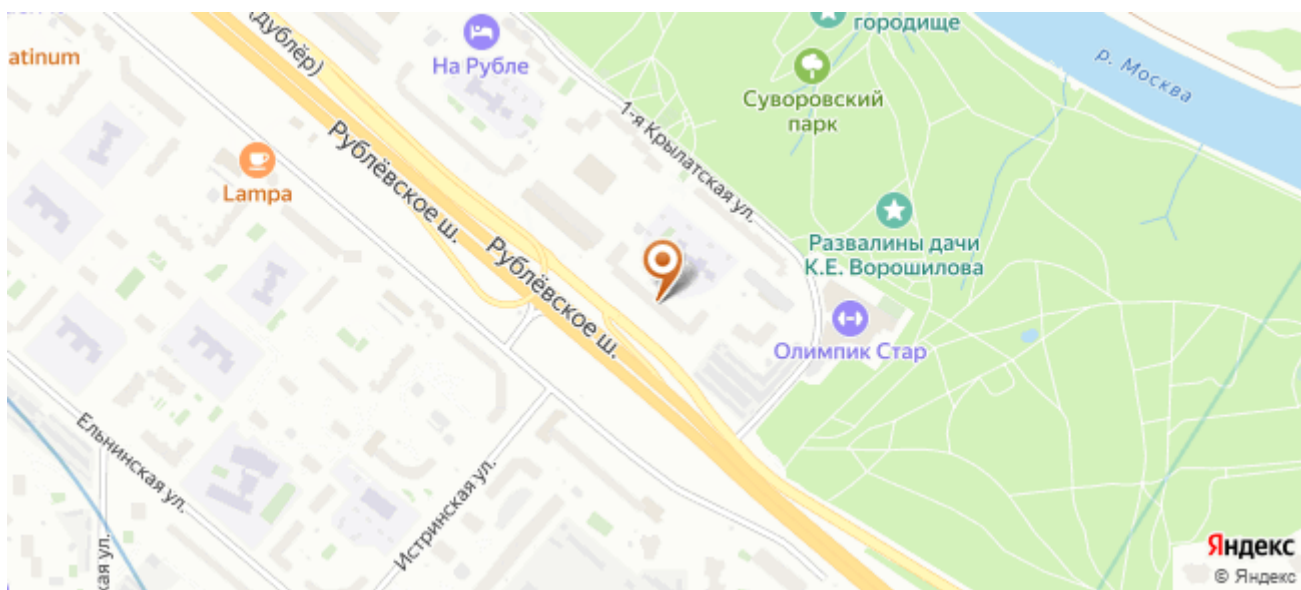 городище
(дублёр)
На Рубле
atinum
р. Москва
Суворовский
парк
1-я Крылатская ул.
Рублёвское ш.
Lampa
Развалины дачи
К.Е. Ворошилова
Рублёвское ш.
Олимпик Стар
Ельнинская ул.
Истринская ул.
кая ул.
Яндекс
© Яндекс